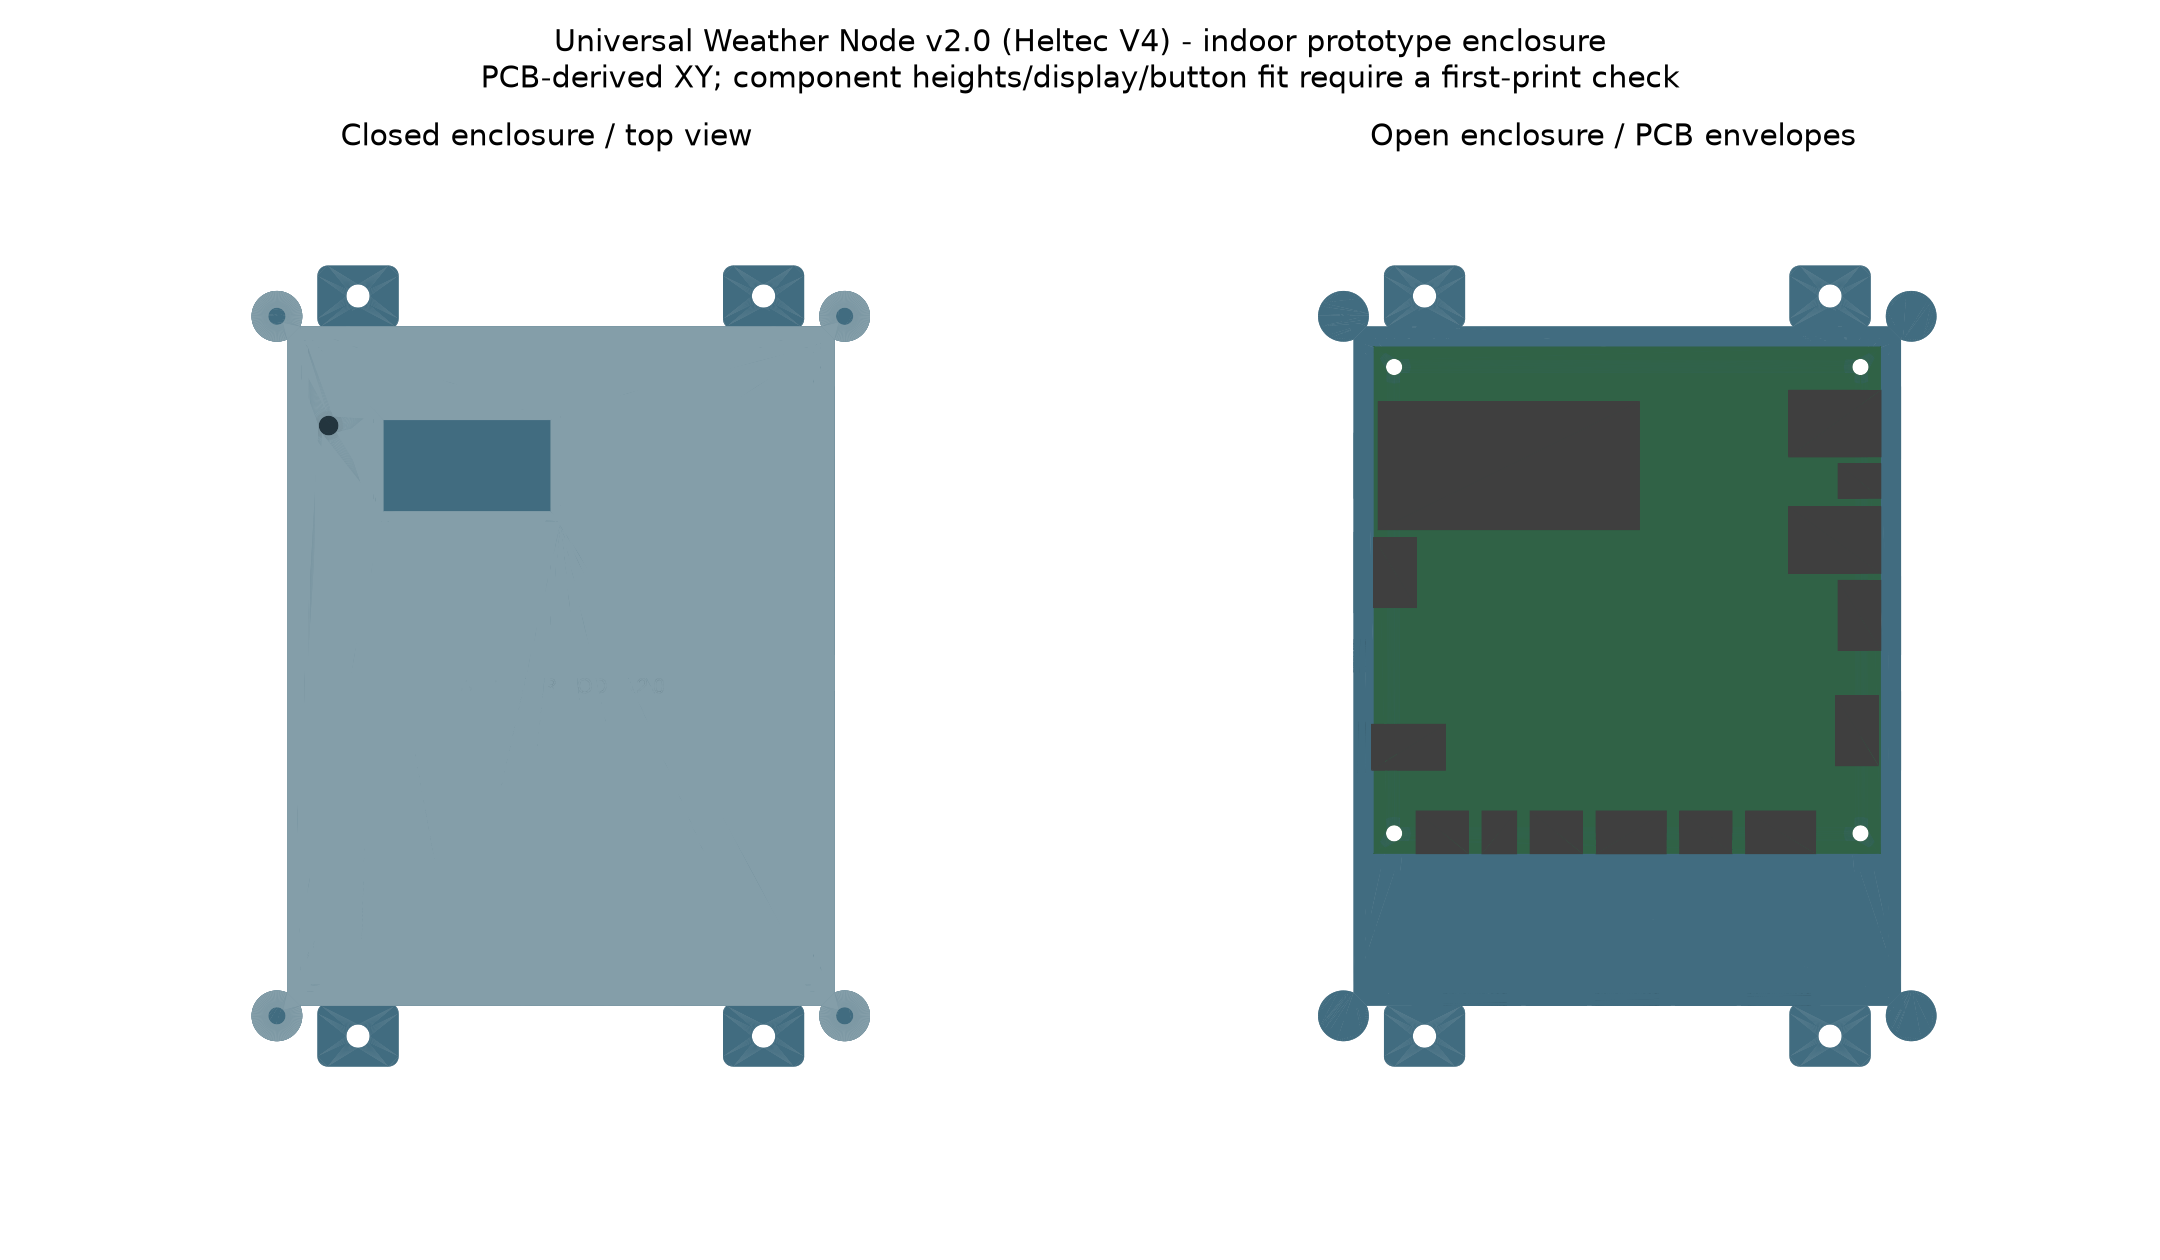 Universal Weather Node v2.0 (Heltec V4) - indoor prototype enclosure
PCB-derived XY; component heights/display/button fit require a first-print check
Closed enclosure / top view
Open enclosure / PCB envelopes